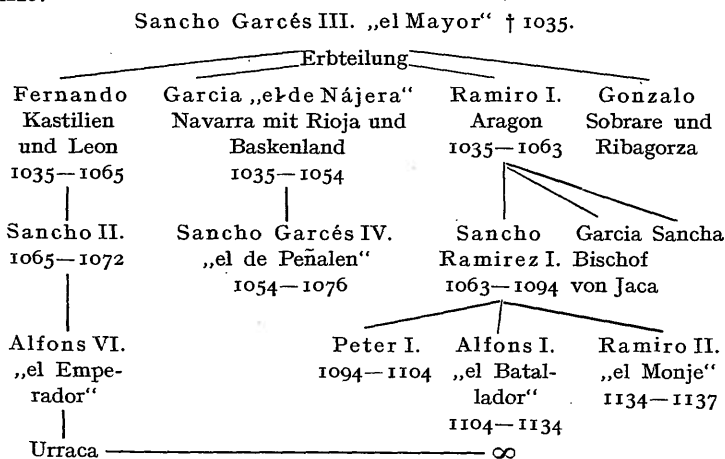 Sancho Garcés III. „el Mayor“ † 1035.
Erbteilung
Fernando Garcia „el de Nájera“ Ramiro I. Gonzalo
Kastilien Navarra mit Rioja und Aragon Sobrare und
und Leon Baskenland 1035—1063 Ribagorza
1035—1065 1035—1054
Sancho II. Sancho Garcés IV. Sancho Garcia Sancha
1065—1072 „el de Peñalen“ Ramirez I. Bischof
1054—1076 1063—1094 von Jaca
Alfons VI. Peter I. Alfons I. Ramiro II.
„el Empe- 1094—1104 „el Batal- „el Monje“
rador“ lador“ 1134—1137
1104—1134
Urraca ∞